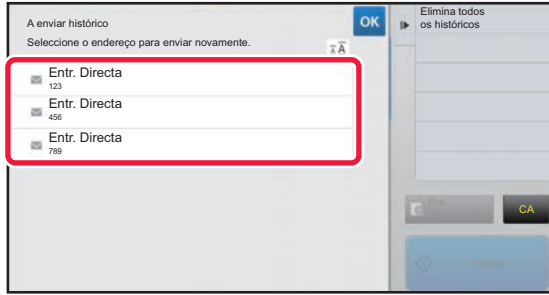 A enviar histórico
OK
Seleccione o endereço para enviar novamente.
Entr. Directa
123
Entr. Directa
456
Entr. Directa
789
Elimina todos
os históricos
Pré-
CA